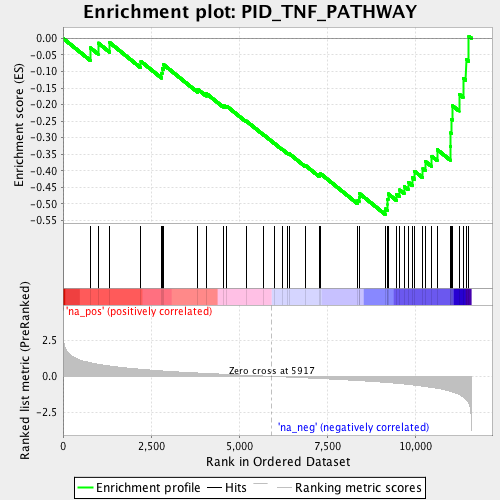 Enrichment plot: PID_TNF_PATHWAY
Enrichment score (ES)
0.00
-0.05
-0.10
-0.15
-0.20
-0.25
-0.30
-0.35
-0.40
-0.45
-0.50
-0.55
'na_pos' (positively correlated)
Ranked list metric (PreRanked)
2.5
0.0
-2.5
Zero cross at 5917
'na_neg' (negatively correlated)
0
2,500
5,000
7,500
10,000
Rank in Ordered Dataset
Enrichment profile
Hits
Ranking metric scores